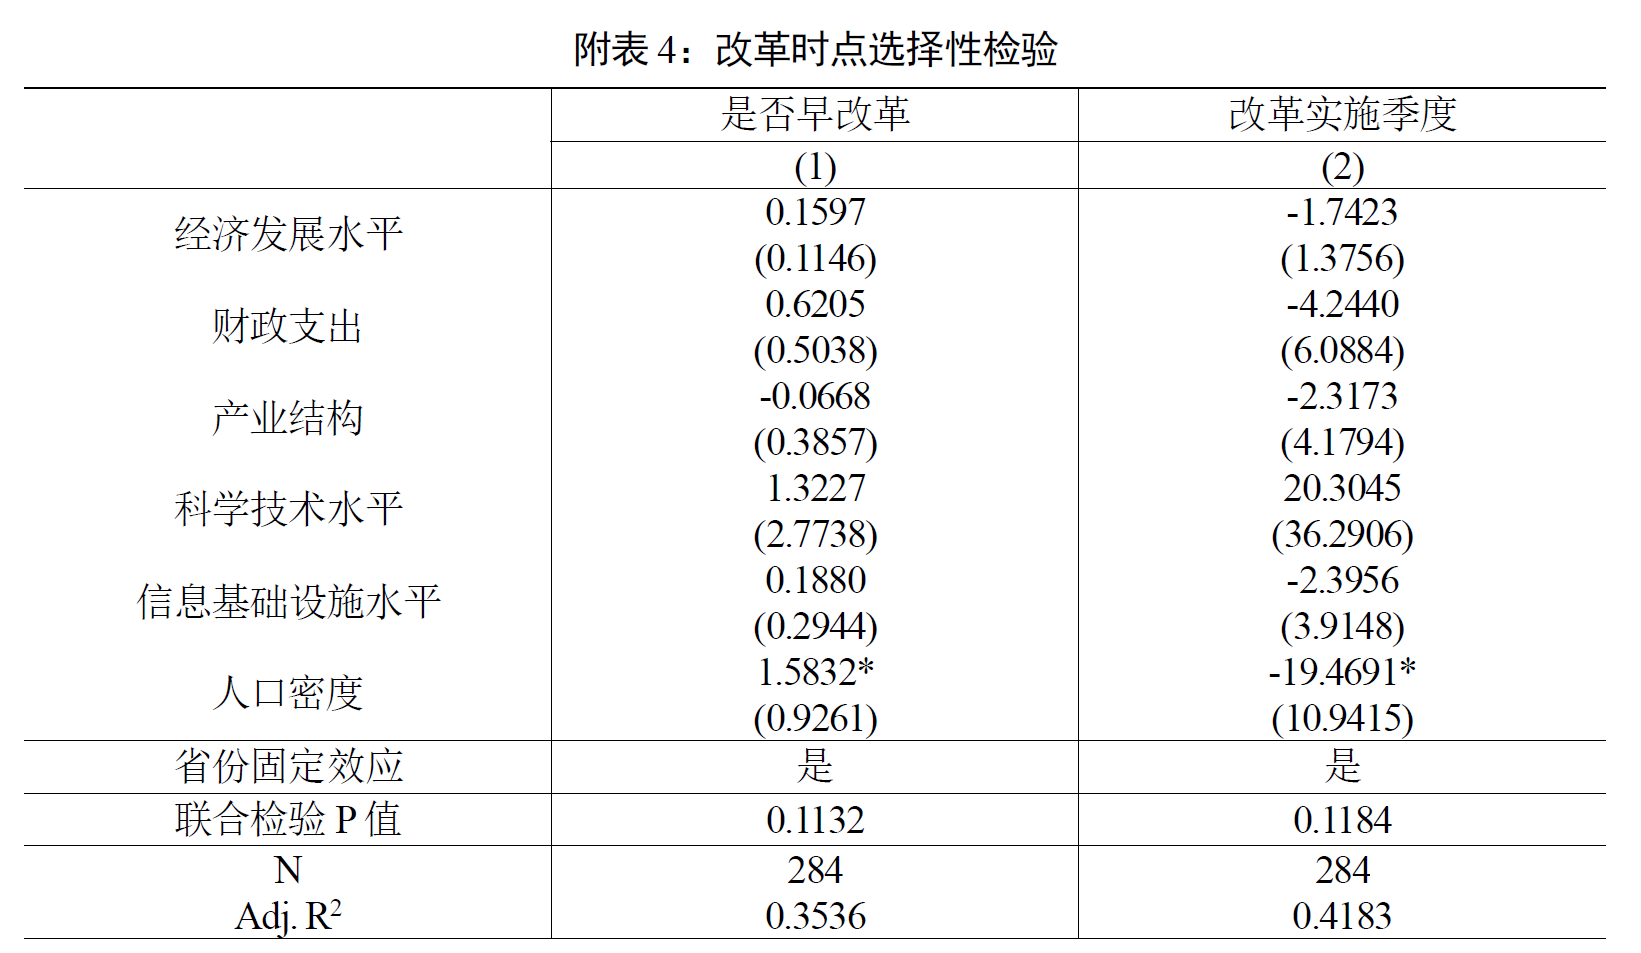 附表 4：改革时点选择性检验
是否早改革 改革实施季度
(1) (2)
经济发展水平 0.1597 -1.7423
(0.1146) (1.3756)
财政支出 0.6205 -4.2440
(0.5038) (6.0884)
产业结构 -0.0668 -2.3173
(0.3857) (4.1794)
科学技术水平 1.3227 20.3045
(2.7738) (36.2906)
信息基础设施水平 0.1880 -2.3956
(0.2944) (3.9148)
人口密度 1.5832* -19.4691*
(0.9261) (10.9415)
省份固定效应 是 是
联合检验 P 值 0.1132 0.1184
N 284 284
Adj. R² 0.3536 0.4183